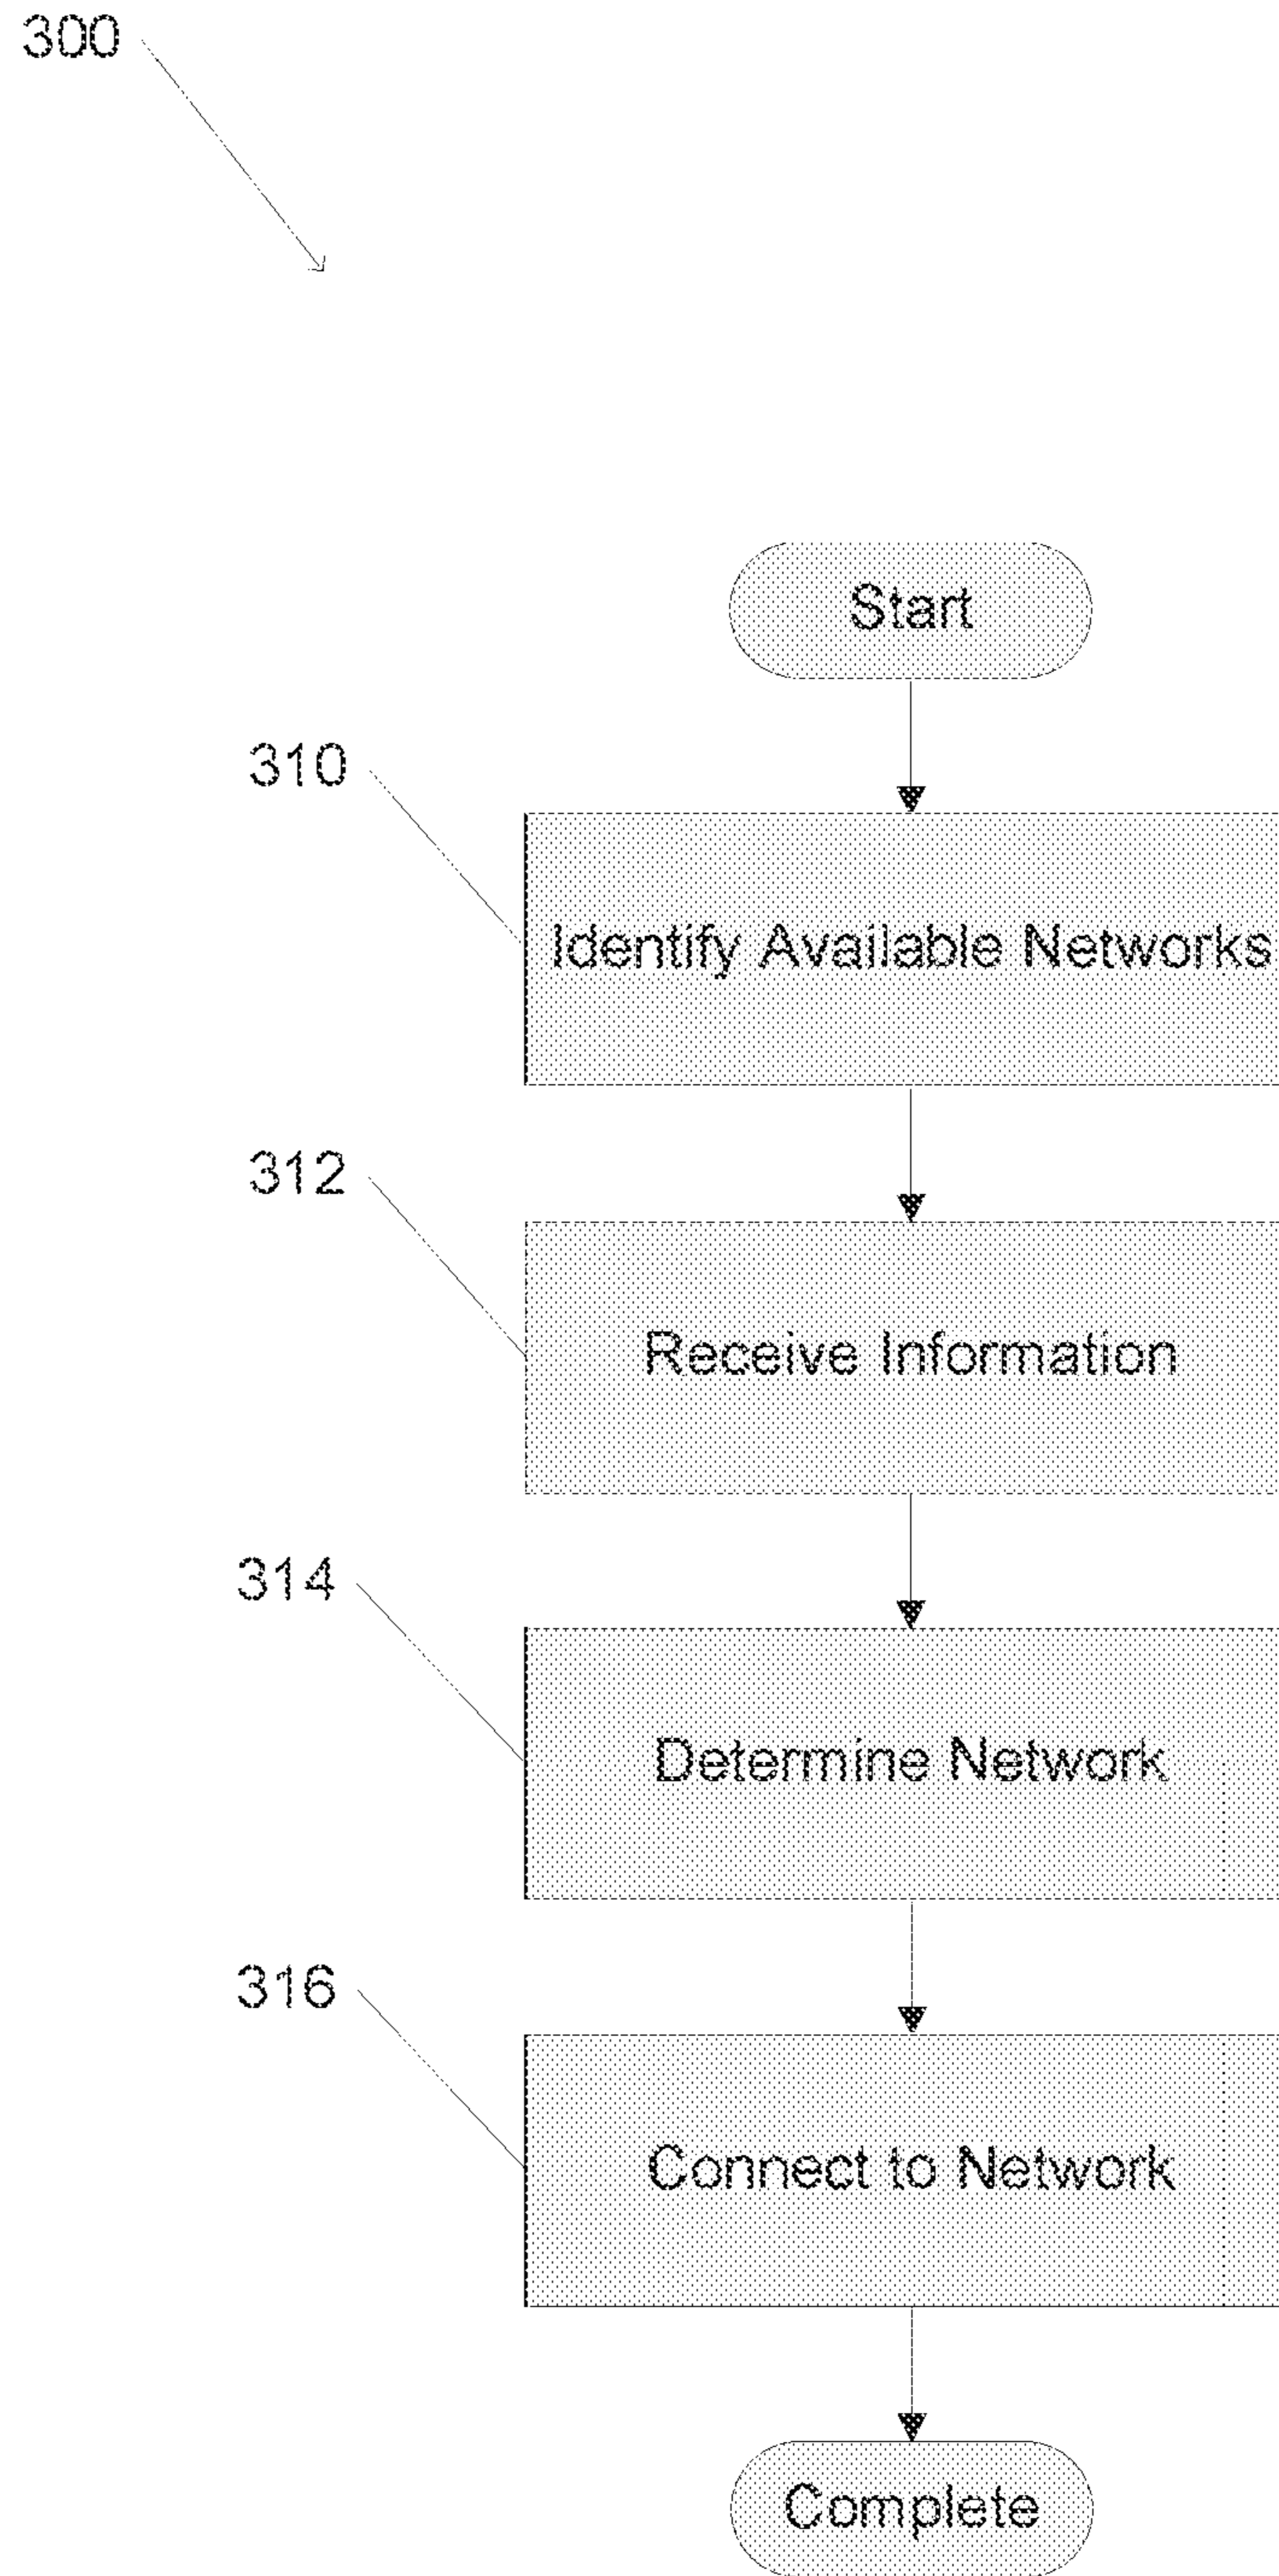 300
Start
310
Identify Available Networks
312
Receive Information
314
Determine Network
316
Connect to Network
Complete